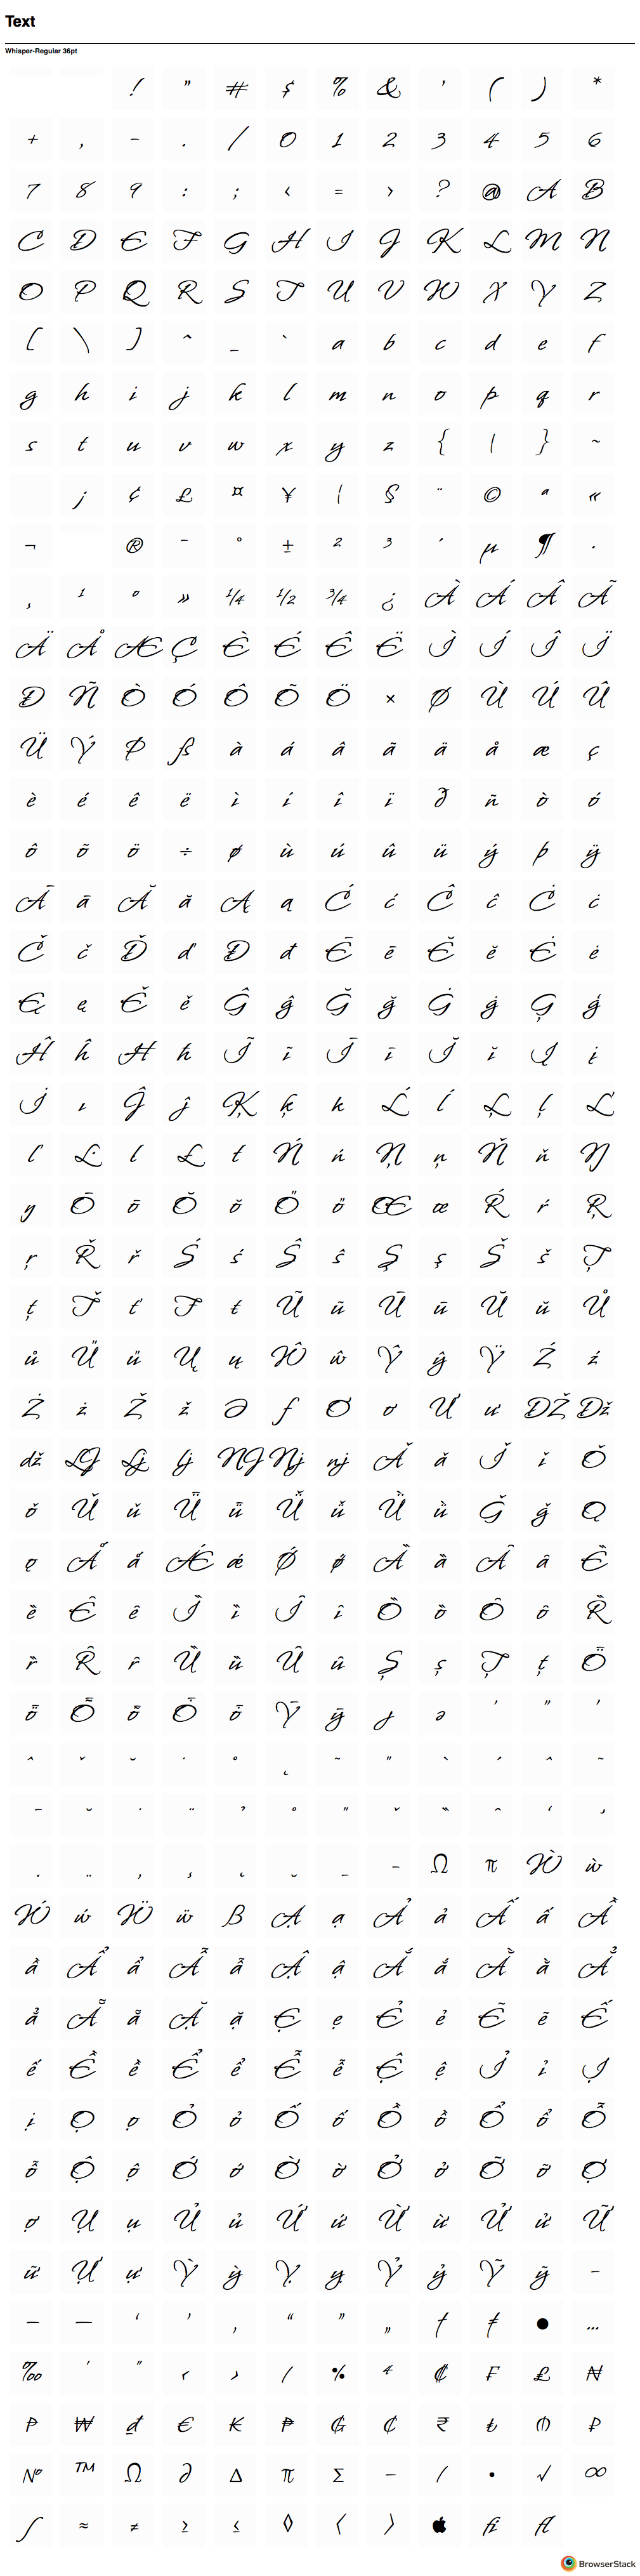 Text
Whisper-Regular 36pt
! " # $ % & ' ( ) *
+ , - . / 0 1 2 3 4 5 6
7 8 9 : ; < = > ? @ A B
C D E F G H I J K L M N
O P Q R S T U V W X Y Z
[ \ ] ^ _ ` a b c d e f
g h i j k l m n o p q r
s t u v w x y z { | } ~
¡ ¢ £ ¤ ¥ ¦ § ¨ © ª «
¬ ® ¯ ° ± ² ³ ´ µ ¶ ·
¸ ¹ º » ¼ ½ ¾ ¿ À Á Â Ã
Ä Å Æ Ç È É Ê Ë Ì Í Î Ï
Ð Ñ Ò Ó Ô Õ Ö × Ø Ù Ú Û
Ü Ý Þ ß à á â ã ä å æ ç
è é ê ë ì í î ï ð ñ ò ó
ô õ ö ÷ ø ù ú û ü ý þ ÿ
Ā ā Ă ă Ą ą Ć ć Ĉ ĉ Ċ ċ
Č č Ď ď Đ đ Ē ē Ĕ ĕ Ė ė
Ę ę Ě ě Ĝ ĝ Ğ ğ Ġ ġ Ģ ģ
Ĥ ĥ Ħ ħ Ĩ ĩ Ī ī Ĭ ĭ Į į
İ ı Ĵ ĵ Ķ ķ ĸ Ĺ ĺ Ļ ļ Ľ
ľ Ŀ ŀ Ł ł Ń ń Ņ ņ Ň ň Ŋ
ŋ Ō ō Ŏ ŏ Ő ő Œ œ Ŕ ŕ Ŗ
ŗ Ř ř Ś ś Ŝ ŝ Ş ş Š š Ţ
ţ Ť ť Ŧ ŧ Ũ ũ Ū ū Ŭ ŭ Ů
ů Ű ű Ų ų Ŵ ŵ Ŷ ŷ Ÿ Ź ź
Ż ż Ž ž Ə ƒ Ơ ơ Ư ư Ǆ ǅ
ǆ Ǉ ǈ ǉ Ǌ ǋ ǌ Ǎ ǎ Ǐ ǐ Ǒ
ǒ Ǔ ǔ Ǖ ǖ Ǚ ǚ Ǜ ǜ Ǧ ǧ Ǫ
ǫ Ǻ ǻ Ǽ ǽ Ǿ ǿ Ȁ ȁ Ȃ ȃ Ȅ
ȅ Ȇ ȇ Ȉ ȉ Ȋ ȋ Ȍ ȍ Ȏ ȏ Ȑ
ȑ Ȓ ȓ Ȕ ȕ Ȗ ȗ Ș ș Ț ț Ȫ
ȫ Ȭ ȭ Ȱ ȱ Ȳ ȳ ȷ ə ʹ ʺ ʼ
ˆ ˇ ˘ ˙ ˚ ˛ ˜ ˝ ̀ ́ ̂ ̃
̄ ̆ ̇ ̈ ̉ ̊ ̋ ̌ ̏ ̑ ̒ ̛
̣ ̤ ̦ ̧ ̨ ̮ ̱ - Ω π Ẁ ẁ
Ẃ ẃ Ẅ ẅ ẞ Ạ ạ Ả ả Ấ ấ Ầ
ầ Ẩ ẩ Ẫ ẫ Ậ ậ Ắ ắ Ằ ằ Ẳ
ẳ Ẵ ẵ Ặ ặ Ẹ ẹ Ẻ ẻ Ẽ ẽ Ế
ế Ề ề Ể ể Ễ ễ Ệ ệ Ỉ ỉ Ị
ị Ọ ọ Ỏ ỏ Ố ố Ồ ồ Ổ ổ Ỗ
ỗ Ộ ộ Ớ ớ Ờ ờ Ở ở Ỡ ỡ Ợ
ợ Ụ ụ Ủ ủ Ứ ứ Ừ ừ Ử ử Ữ
ữ Ự ự Ỳ ỳ Ỵ ỵ Ỷ ỷ Ỹ ỹ –
— — ‘ ’ ‚ “ ” „ † ‡ • …
‰ ′ ″ ‹ › ⁄ ٪ ⁴ ₡ ₣ ₤ ₦
₧ ₩ ₫ € ₭ ₱ ₲ ₵ ₹ ₺ ₼ ₽
№ ™ Ω ∂ ∆ ∏ ∑ − ∕ ∙ √ ∞
∫ ≈ ≠ ≥ ≤ ◊ ⟨ ⟩  fi fl
BrowserStack